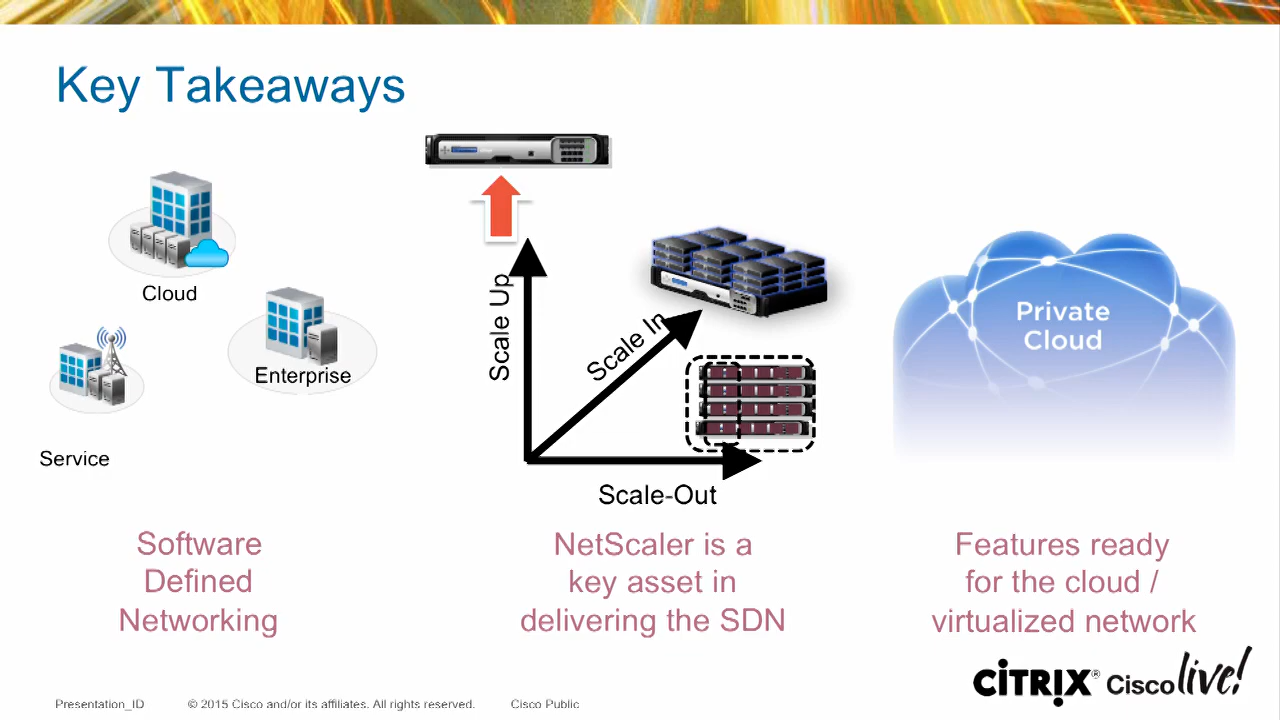 Key Takeaways
Cloud
Enterprise
Service
Scale Up
Scale In
Scale-Out
Private
Cloud
Software
Defined
Networking
NetScaler is a
key asset in
delivering the SDN
Features ready
for the cloud /
virtualized network
CİTRIX® Cisco live!
Presentation_ID © 2015 Cisco and/or its affiliates. All rights reserved. Cisco Public